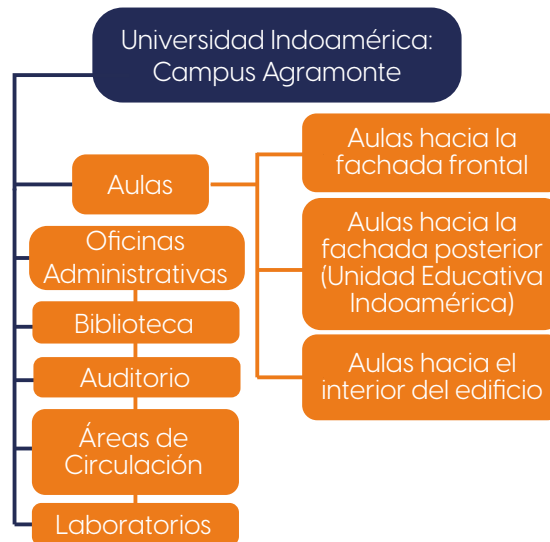 Universidad Indoamérica:
Campus Agramonte
Aulas
Aulas hacia la
fachada frontal
Aulas hacia la
fachada posterior
(Unidad Educativa
Indoamérica)
Aulas hacia el
interior del edificio
Oficinas
Administrativas
Biblioteca
Auditorio
Áreas de
Circulación
Laboratorios